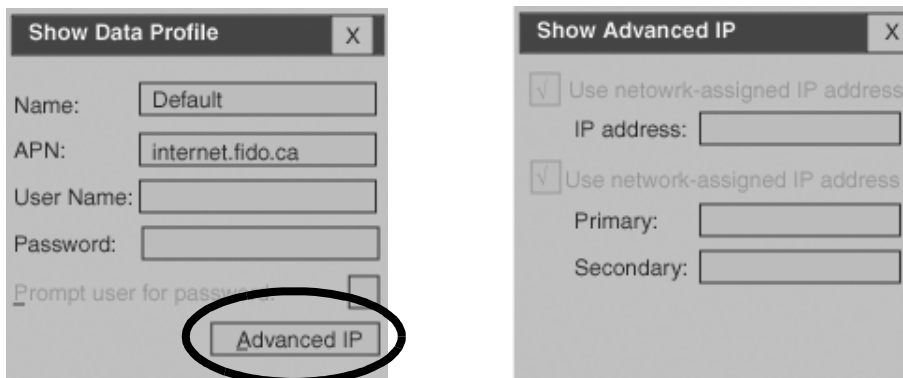 Show Data Profile X
Name: Default
APN: internet.fido.ca
User Name:
Password:
Prompt user for password:
Advanced IP
Show Advanced IP X
√ Use netowrk-assigned IP address
IP address:
√ Use network-assigned IP address
Primary:
Secondary: